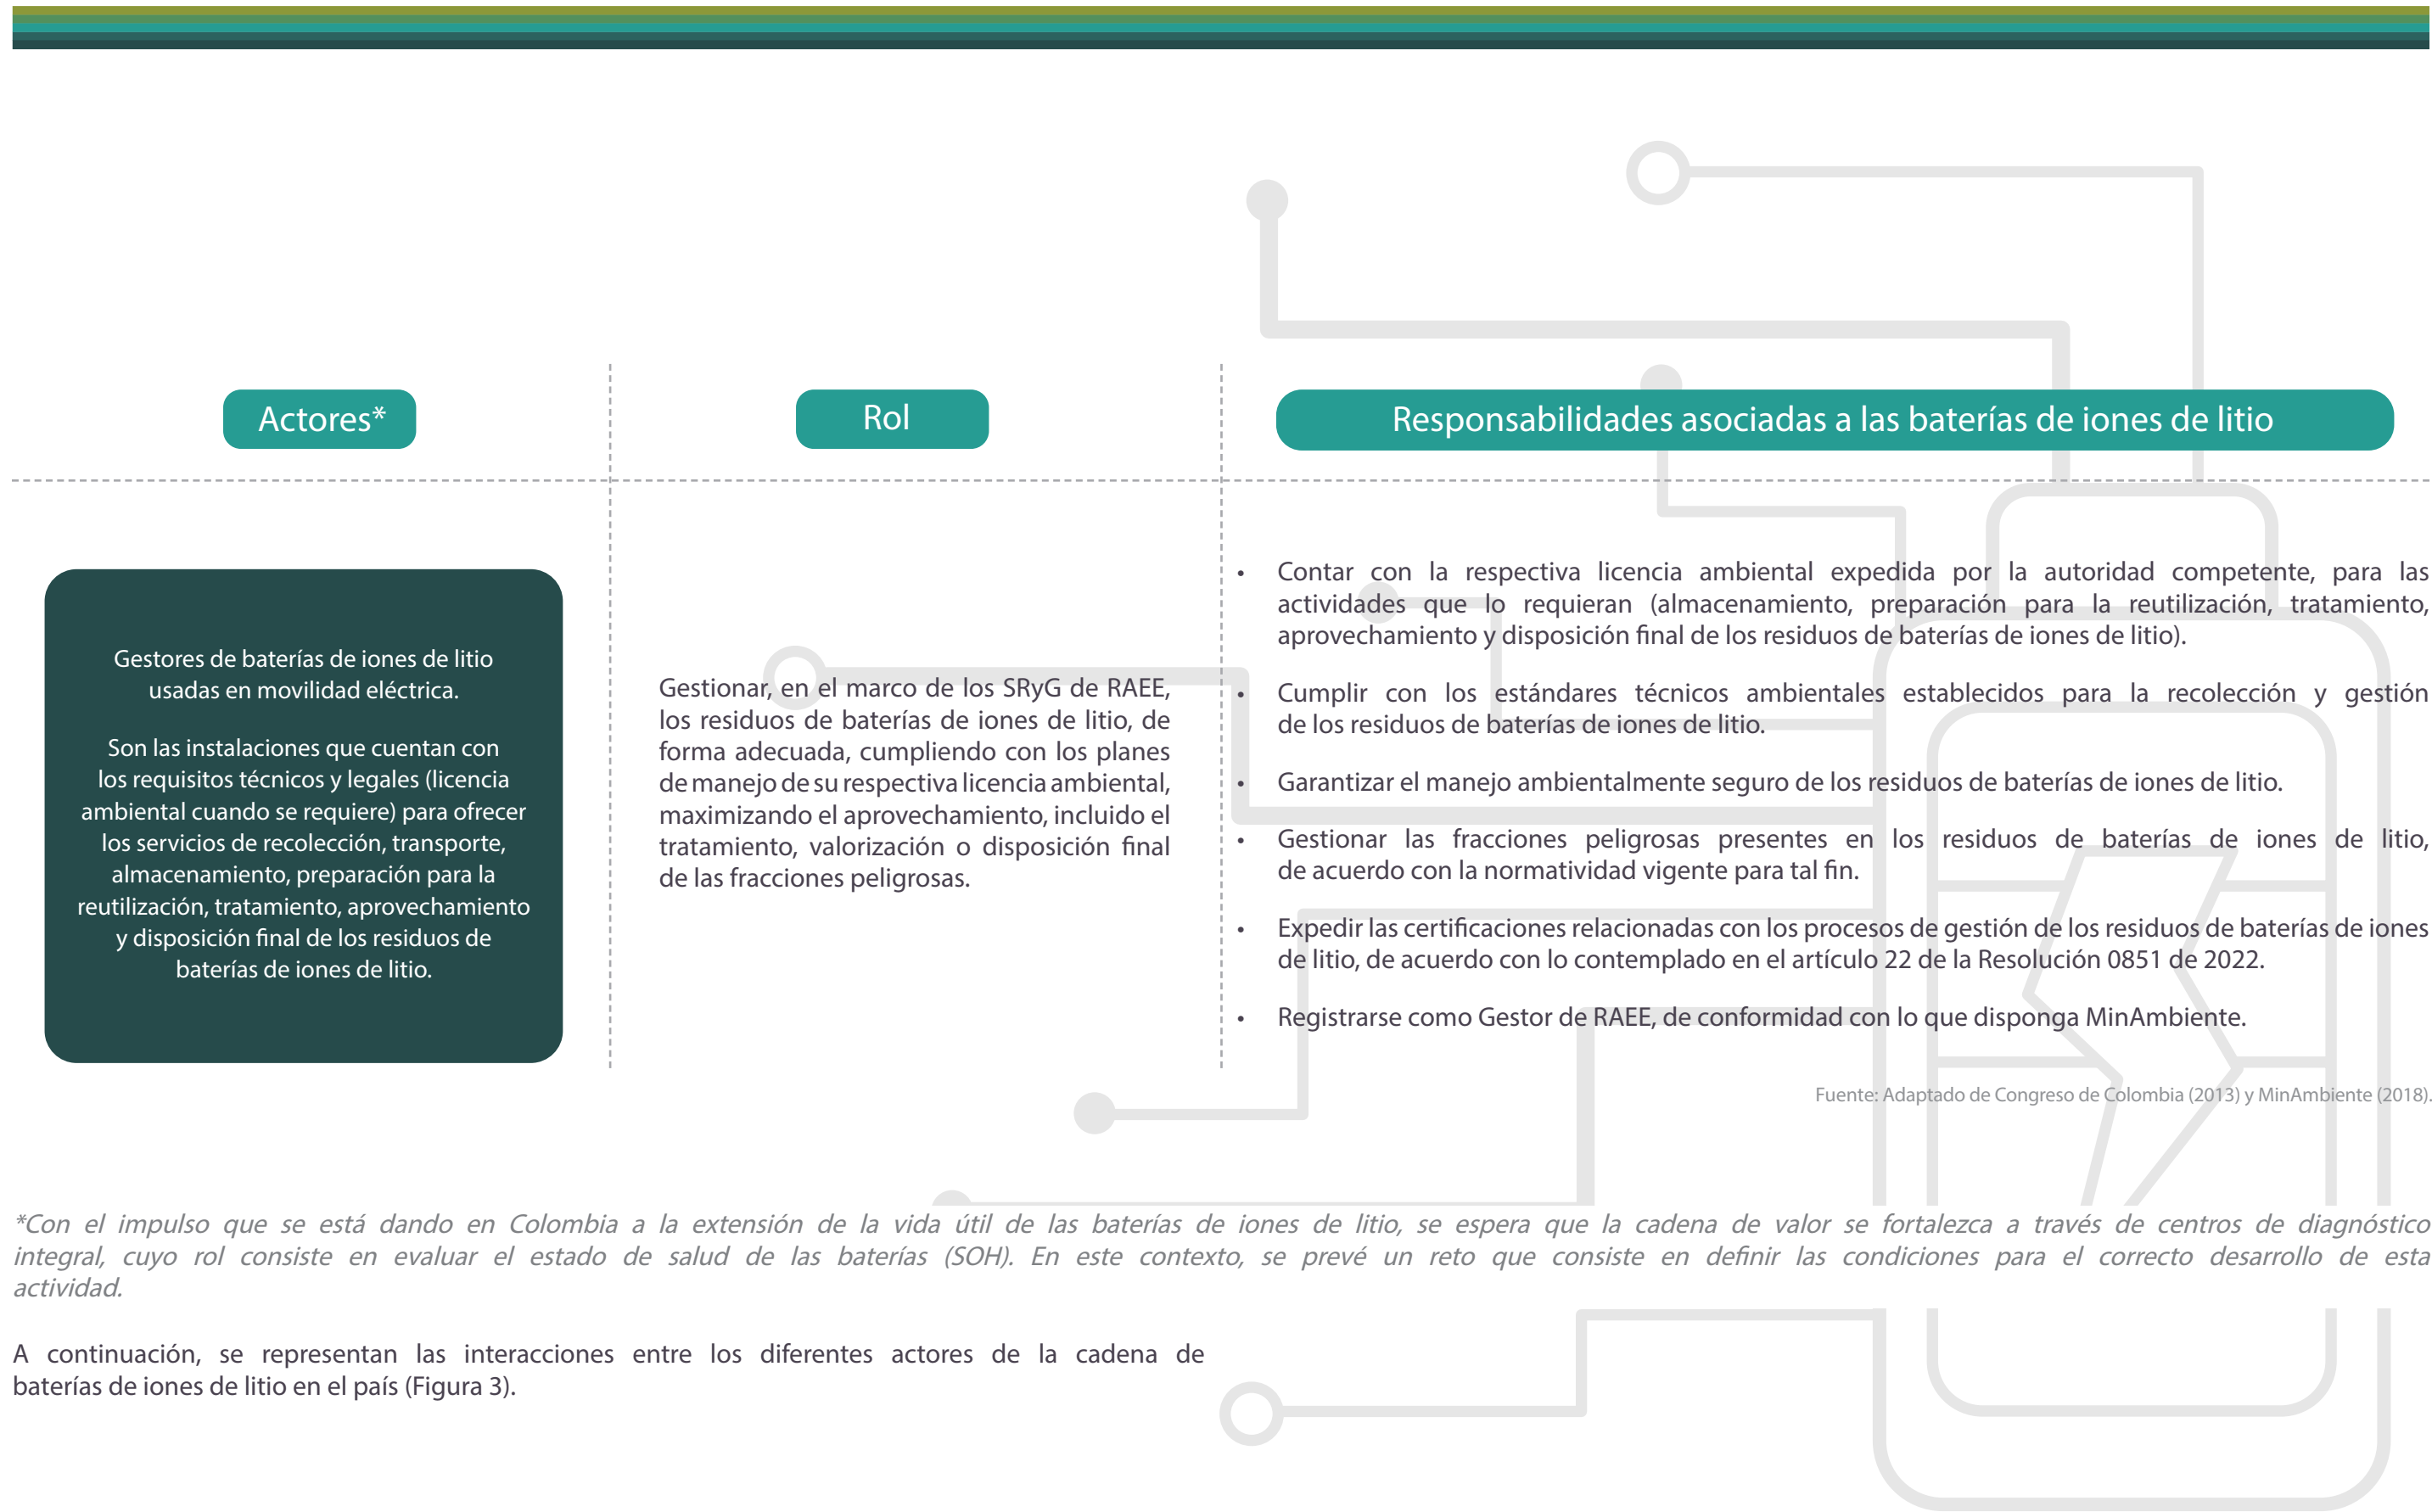 Actores*
Rol
Responsabilidades asociadas a las baterías de iones de litio
Gestores de baterías de iones de litio
usadas en movilidad eléctrica.
Son las instalaciones que cuentan con
los requisitos técnicos y legales (licencia
ambiental cuando se requiere) para ofrecer
los servicios de recolección, transporte,
almacenamiento, preparación para la
reutilización, tratamiento, aprovechamiento
y disposición final de los residuos de
baterías de iones de litio.
Gestionar, en el marco de los SRyG de RAEE,
los residuos de baterías de iones de litio, de
forma adecuada, cumpliendo con los planes
de manejo de su respectiva licencia ambiental,
maximizando el aprovechamiento, incluido el
tratamiento, valorización o disposición final
de las fracciones peligrosas.
• Contar con la respectiva licencia ambiental expedida por la autoridad competente, para las
actividades que lo requieran (almacenamiento, preparación para la reutilización, tratamiento,
aprovechamiento y disposición final de los residuos de baterías de iones de litio).
• Cumplir con los estándares técnicos ambientales establecidos para la recolección y gestión
de los residuos de baterías de iones de litio.
• Garantizar el manejo ambientalmente seguro de los residuos de baterías de iones de litio.
• Gestionar las fracciones peligrosas presentes en los residuos de baterías de iones de litio,
de acuerdo con la normatividad vigente para tal fin.
• Expedir las certificaciones relacionadas con los procesos de gestión de los residuos de baterías de iones
de litio, de acuerdo con lo contemplado en el artículo 22 de la Resolución 0851 de 2022.
• Registrarse como Gestor de RAEE, de conformidad con lo que disponga MinAmbiente.
Fuente: Adaptado de Congreso de Colombia (2013) y MinAmbiente (2018).
*Con el impulso que se está dando en Colombia a la extensión de la vida útil de las baterías de iones de litio, se espera que la cadena de valor se fortalezca a través de centros de diagnóstico
integral, cuyo rol consiste en evaluar el estado de salud de las baterías (SOH). En este contexto, se prevé un reto que consiste en definir las condiciones para el correcto desarrollo de esta
actividad.
A continuación, se representan las interacciones entre los diferentes actores de la cadena de
baterías de iones de litio en el país (Figura 3).